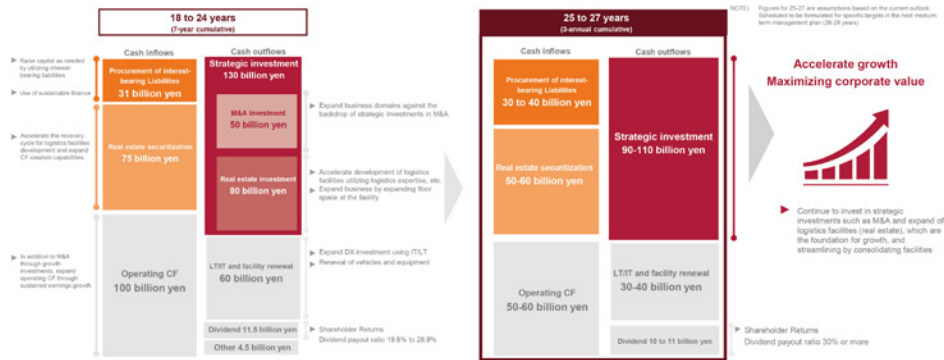 18 to 24 years
(7-year cumulative)
Cash inflows
Cash outflows
Raise capital as needed
by utilizing interest-
bearing liabilities
Use of sustainable finance
Accelerate the recovery
cycle for logistics facilities
development and expand
CF creation capabilities
In addition to M&A
through growth
investments, expand
operating CF through
sustained earnings growth
Procurement of interest-
bearing Liabilities
31 billion yen
Real estate securitization
75 billion yen
Operating CF
100 billion yen
Strategic investment
130 billion yen
M&A investment
50 billion yen
Real estate investment
80 billion yen
LT/IT and facility renewal
60 billion yen
Dividend 11.5 billion yen
Other 4.5 billion yen
Expand business domains against the
backdrop of strategic investments in M&A
Accelerate development of logistics
facilities utilizing logistics expertise, etc.
Expand business by expanding floor
space at the facility
Expand DX Investment using IT/LT
Renewal of vehicles and equipment
Shareholder Returns
Dividend payout ratio 19.8% to 28.9%
25 to 27 years
(3-annual cumulative)
Cash inflows
Cash outflows
Procurement of interest-
bearing Liabilities
30 to 40 billion yen
Real estate securitization
50-60 billion yen
Operating CF
50-60 billion yen
Strategic investment
90-110 billion yen
LT/IT and facility renewal
30-40 billion yen
Dividend 10 to 11 billion yen
NOTE) Figures for 25-27 are assumptions based on the current outlook.
Scheduled to be formulated for specific targets in the next medium-
term management plan (26-28 years)
Accelerate growth
Maximizing corporate value
Continue to invest in strategic
investments such as M&A and expand of
logistics facilities (real estate), which are
the foundation for growth, and
streamlining by consolidating facilities
Shareholder Returns
Dividend payout ratio 30% or more